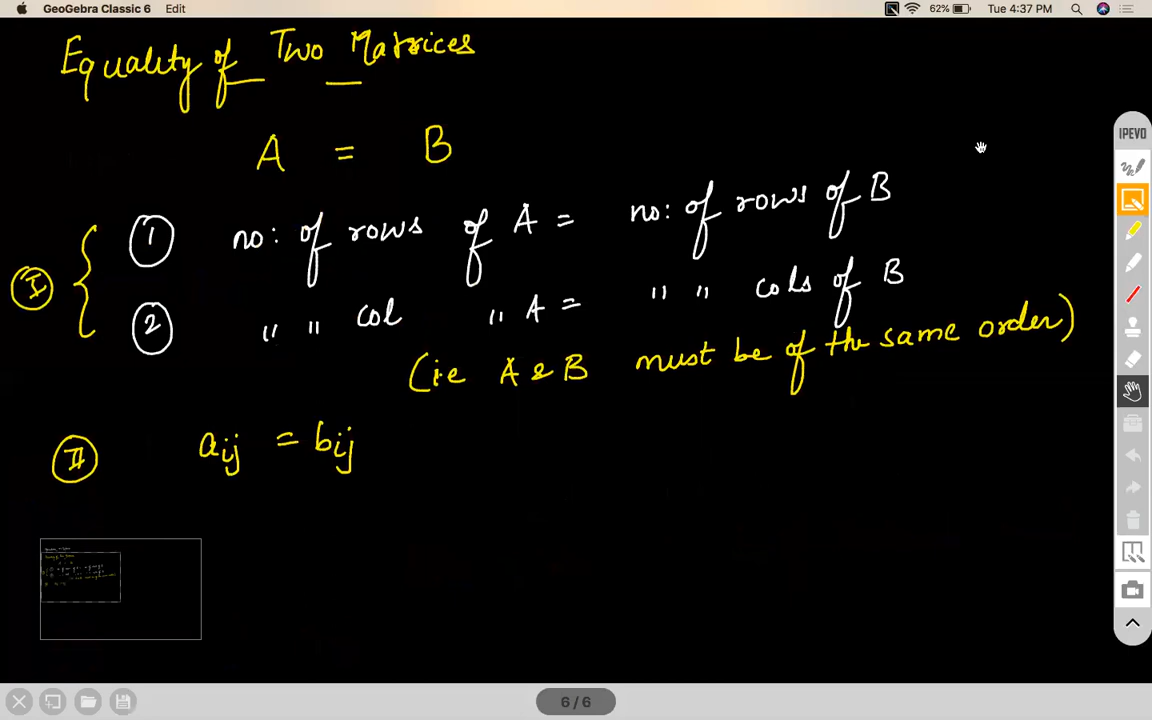 GeoGebra Classic 6 Edit 62% Tue 4:37 PM
Equality of Two Matrices
A = B
IPEVO
I { 1 no: of rows of A = no: of rows of B
2 " " col " A = " " cols of B
(i.e A & B must be of the same order)
II aij = bij
6 / 6